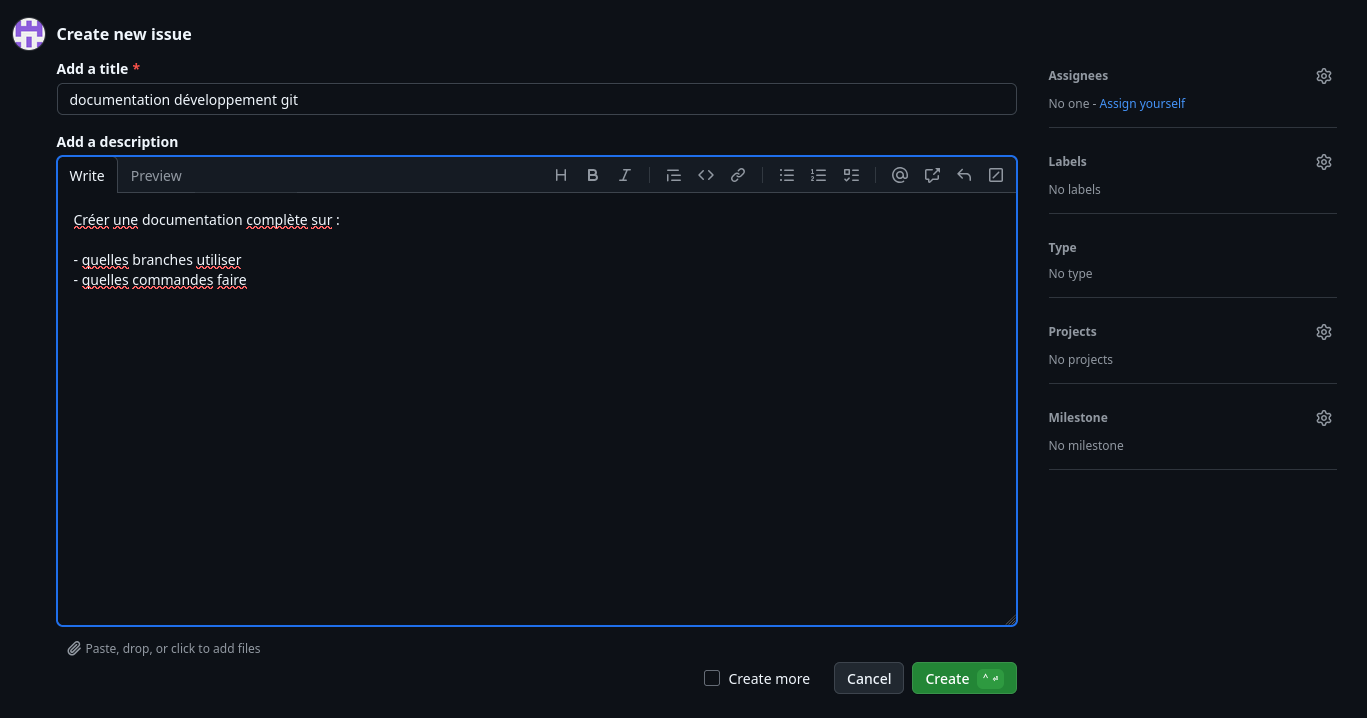 Create new issue
Add a title *
documentation développement git
Add a description
Write Preview
Créer une documentation complète sur :
- quelles branches utiliser
- quelles commandes faire
Paste, drop, or click to add files
Create more Cancel Create
Assignees
No one - Assign yourself
Labels
No labels
Type
No type
Projects
No projects
Milestone
No milestone